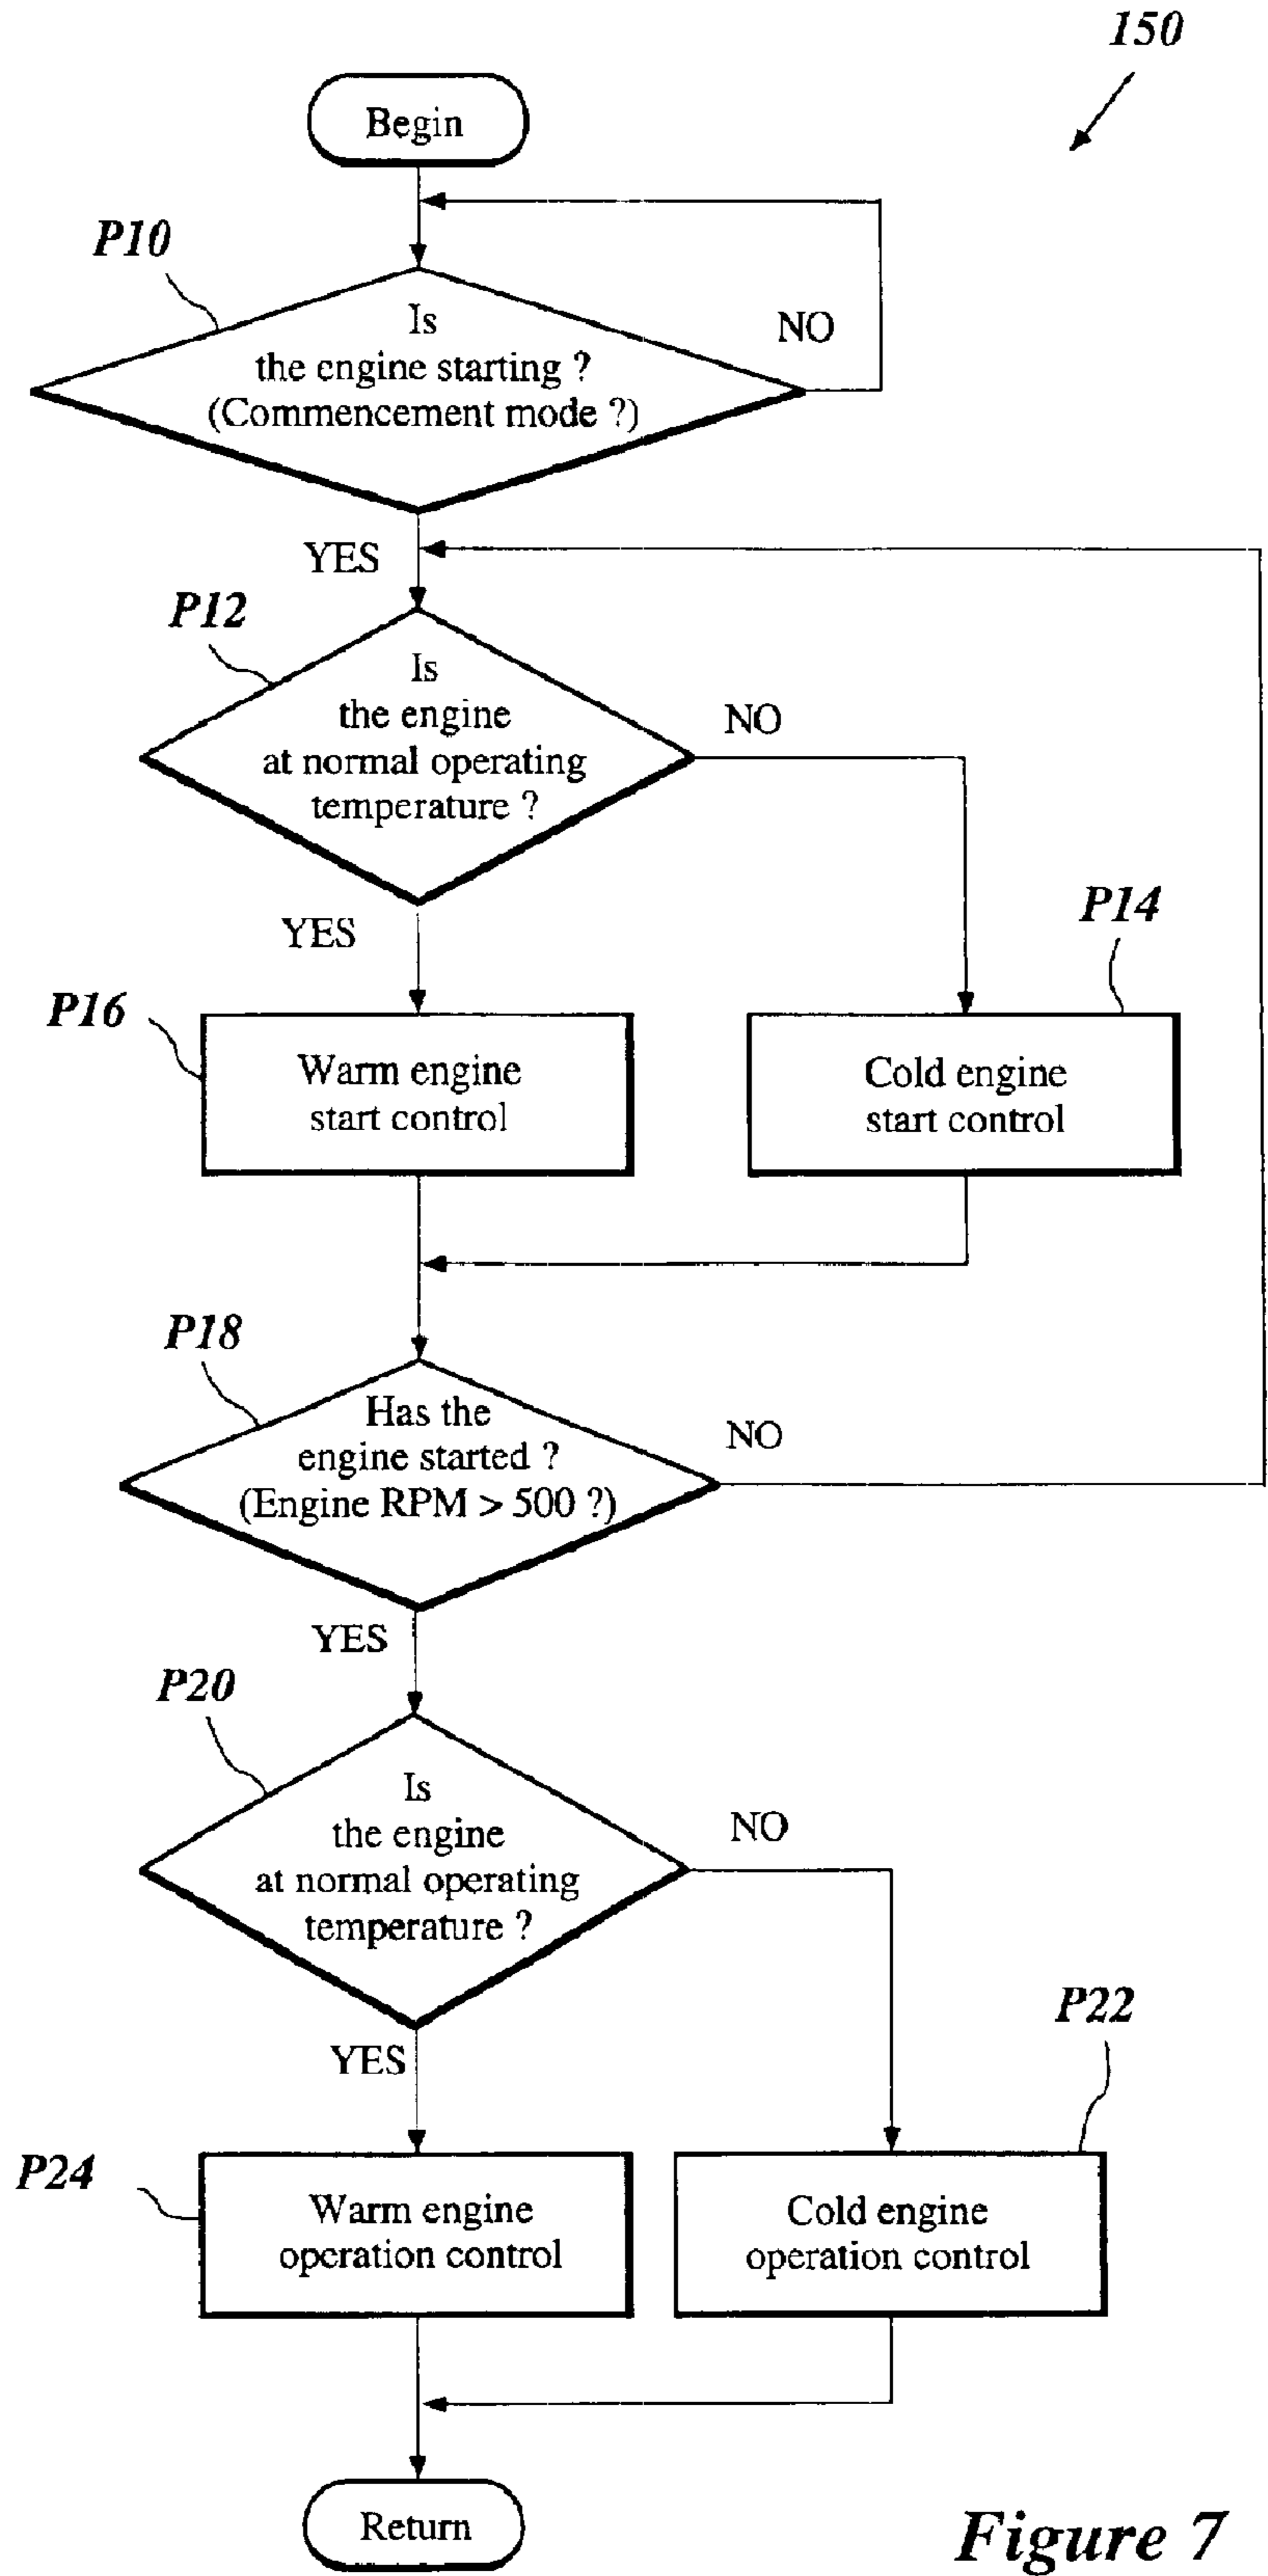 150
Begin
P10
Is
the engine starting ?
(Commencement mode ?)
NO
YES
P12
Is
the engine
at normal operating
temperature ?
NO
YES
P14
P16
Warm engine
start control
Cold engine
start control
P18
Has the
engine started ?
(Engine RPM > 500 ?)
NO
YES
P20
Is
the engine
at normal operating
temperature ?
NO
YES
P22
P24
Warm engine
operation control
Cold engine
operation control
Return
Figure 7